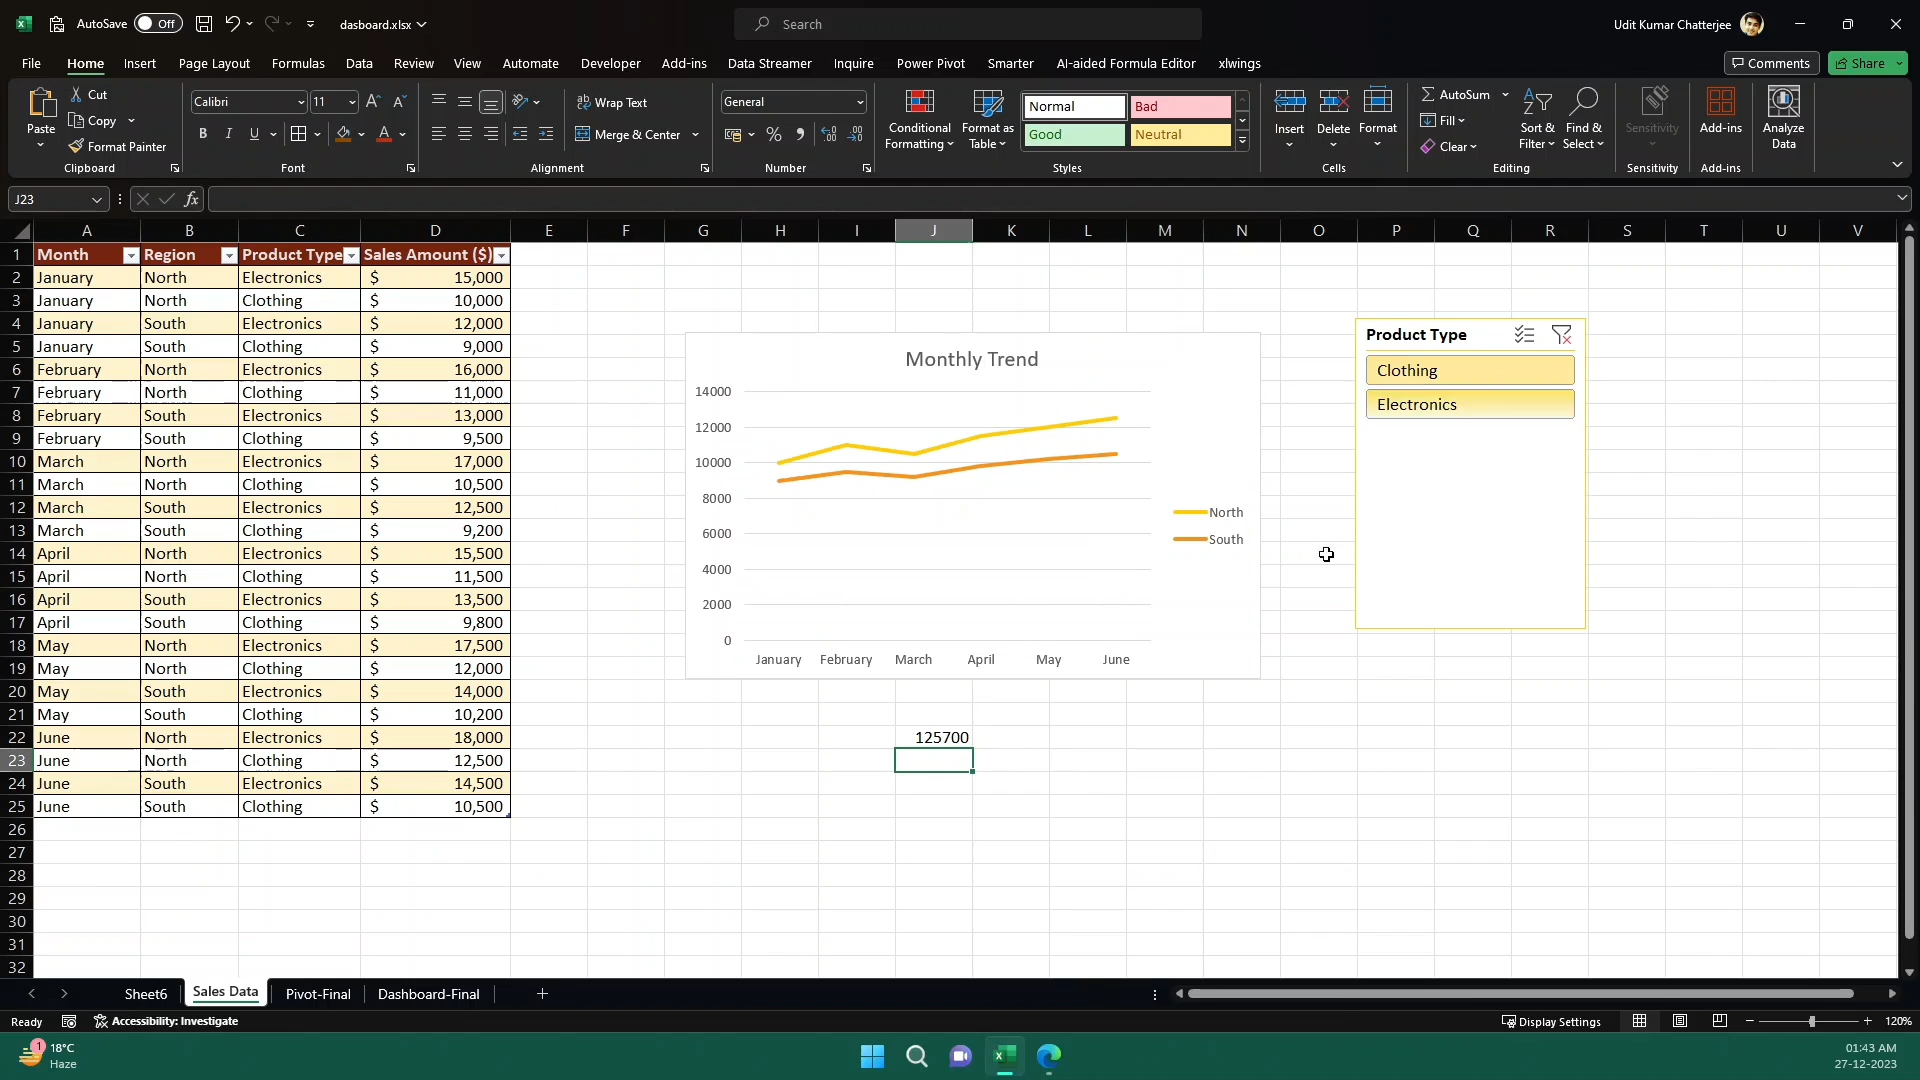 AutoSave Off dasboard.xlsx Search Udit Kumar Chatterjee
File Home Insert Page Layout Formulas Data Review View Automate Developer Add-ins Data Streamer Inquire Power Pivot Smarter AI-aided Formula Editor xlwings Comments Share
Paste Cut Copy Format Painter
Clipboard
Calibri 11
B I U
Font
Wrap Text
Merge & Center
Alignment
General
Number
Conditional Formatting Format as Table
Normal Bad
Good Neutral
Styles
Insert Delete Format
Cells
AutoSum
Fill
Clear
Sort & Filter Find & Select
Editing
Sensitivity
Sensitivity
Add-ins
Add-ins
Analyze Data
J23 fx
A B C D E F G H I J K L M N O P Q R S T U V
1 Month Region Product Type Sales Amount ($)
2 January North Electronics $ 15,000
3 January North Clothing $ 10,000
4 January South Electronics $ 12,000
5 January South Clothing $ 9,000
6 February North Electronics $ 16,000
7 February North Clothing $ 11,000
8 February South Electronics $ 13,000
9 February South Clothing $ 9,500
10 March North Electronics $ 17,000
11 March North Clothing $ 10,500
12 March South Electronics $ 12,500
13 March South Clothing $ 9,200
14 April North Electronics $ 15,500
15 April North Clothing $ 11,500
16 April South Electronics $ 13,500
17 April South Clothing $ 9,800
18 May North Electronics $ 17,500
19 May North Clothing $ 12,000
20 May South Electronics $ 14,000
21 May South Clothing $ 10,200
22 June North Electronics $ 18,000
23 June North Clothing $ 12,500
24 June South Electronics $ 14,500
25 June South Clothing $ 10,500
26
27
28
29
30
31
32
Monthly Trend
14000
12000
10000
8000
6000
4000
2000
0
January February March April May June
North
South
125700
Product Type
Clothing
Electronics
Sheet6 Sales Data Pivot-Final Dashboard-Final
Ready Accessibility: Investigate Display Settings 120%
1
18°C
Haze
01:43 AM
27-12-2023